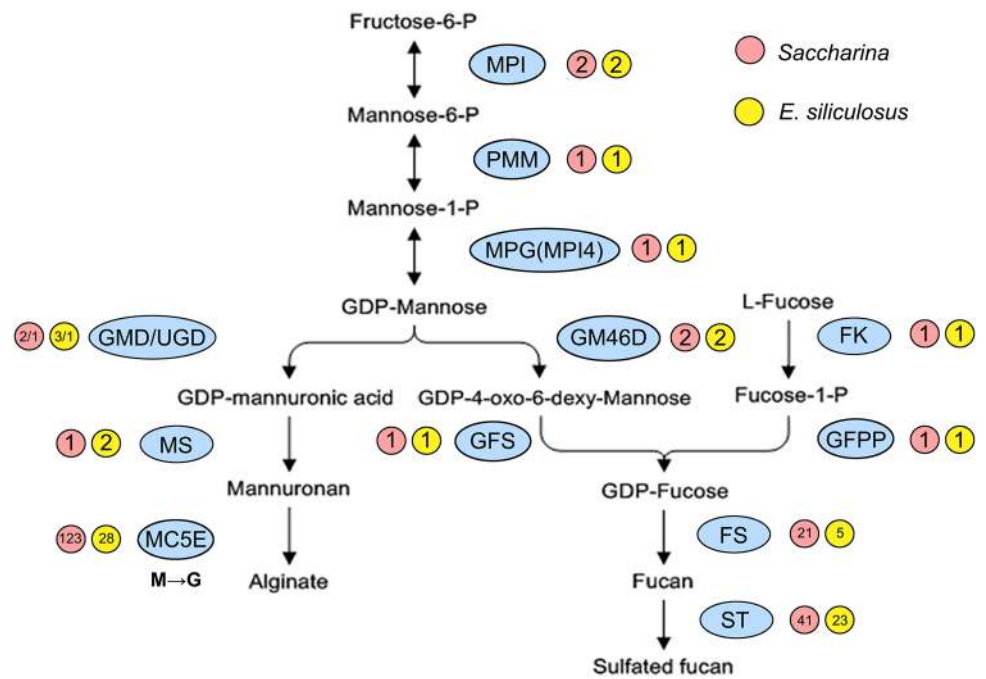 Fructose-6-P
MPI 2 2
Saccharina
E. siliculosus
Mannose-6-P
PMM 1 1
Mannose-1-P
MPG(MPI4) 1 1
GDP-Mannose
L-Fucose
2/1 3/1 GMD/UGD
GM46D 2 2
FK 1 1
GDP-mannuronic acid
GDP-4-oxo-6-dexy-Mannose
Fucose-1-P
1 2 MS
1 1 GFS
GFPP 1 1
Mannuronan
GDP-Fucose
123 28 MC5E
M→G
FS 21 5
Alginate
Fucan
ST 41 23
Sulfated fucan